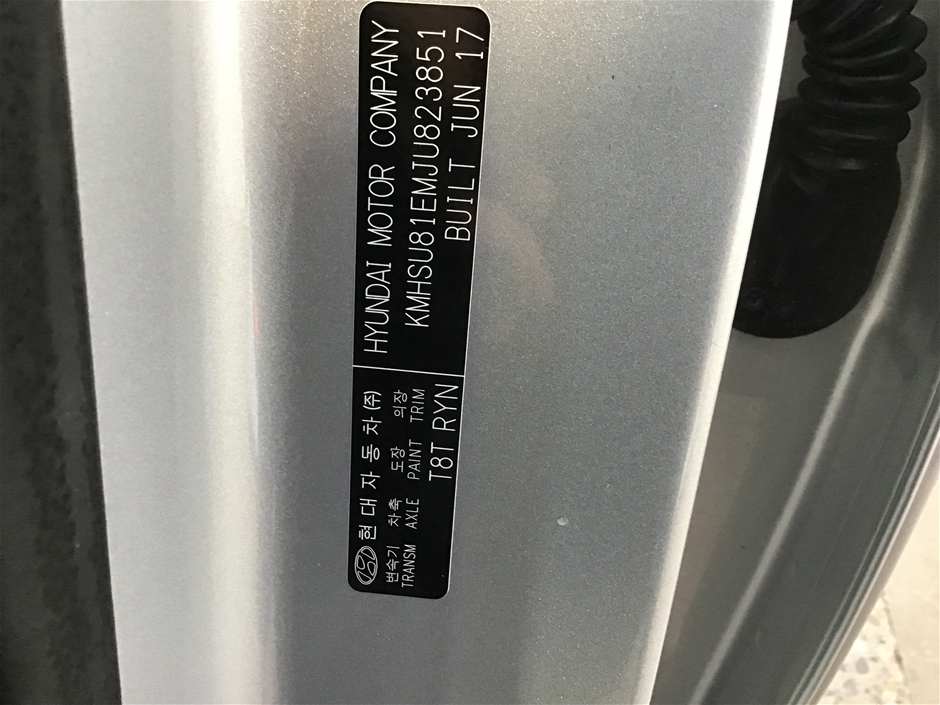 현대자동차(주) HYUNDAI MOTOR COMPANY
변속기 차축 도장 의장 KMHSU81EMJU823851
TRANSM AXLE PAINT TRIM BUILT JUN 17
T8T RYN